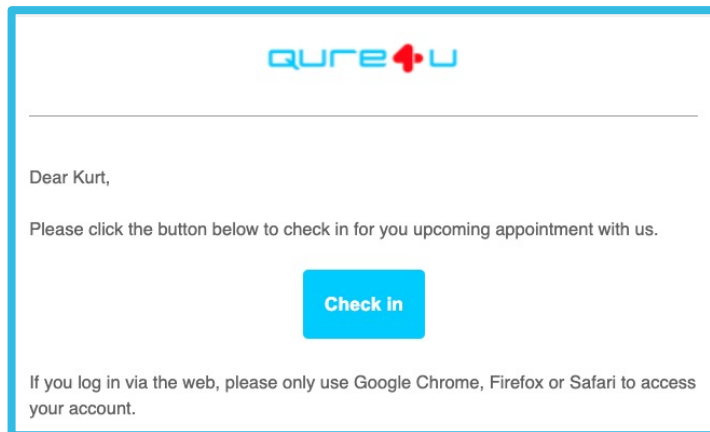 qure4u
Dear Kurt,
Please click the button below to check in for you upcoming appointment with us.
Check in
If you log in via the web, please only use Google Chrome, Firefox or Safari to access
your account.